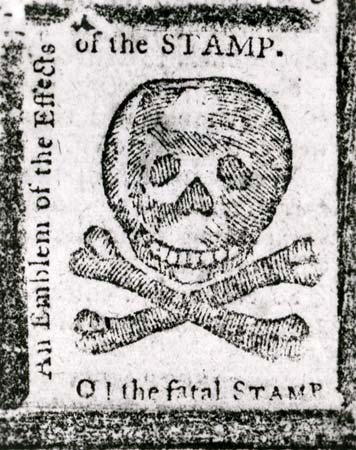 An Emblem of the Effects
of the STAMP.
O! the fatal STAMP